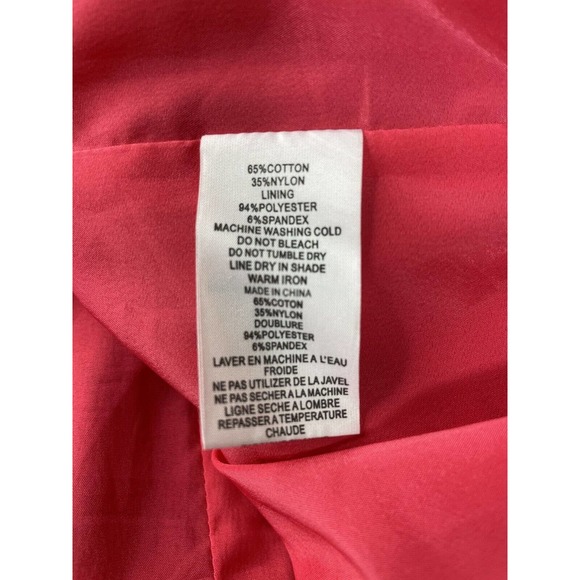 65%COTTON
35%NYLON
LINING
94%POLYESTER
6%SPANDEX
MACHINE WASHING COLD
DO NOT BLEACH
DO NOT TUMBLE DRY
LINE DRY IN SHADE
WARM IRON
MADE IN CHINA
65%COTON
35%NYLON
DOUBLURE
94%POLYESTER
6%SPANDEX
LAVER EN MACHINE A L'EAU
FROIDE
NE PAS UTILIZER DE LA JAVEL
NE PAS SECHER A LA MACHINE
LIGNE SECHE A LOMBRE
REPASSER A TEMPERATURE
CHAUDE